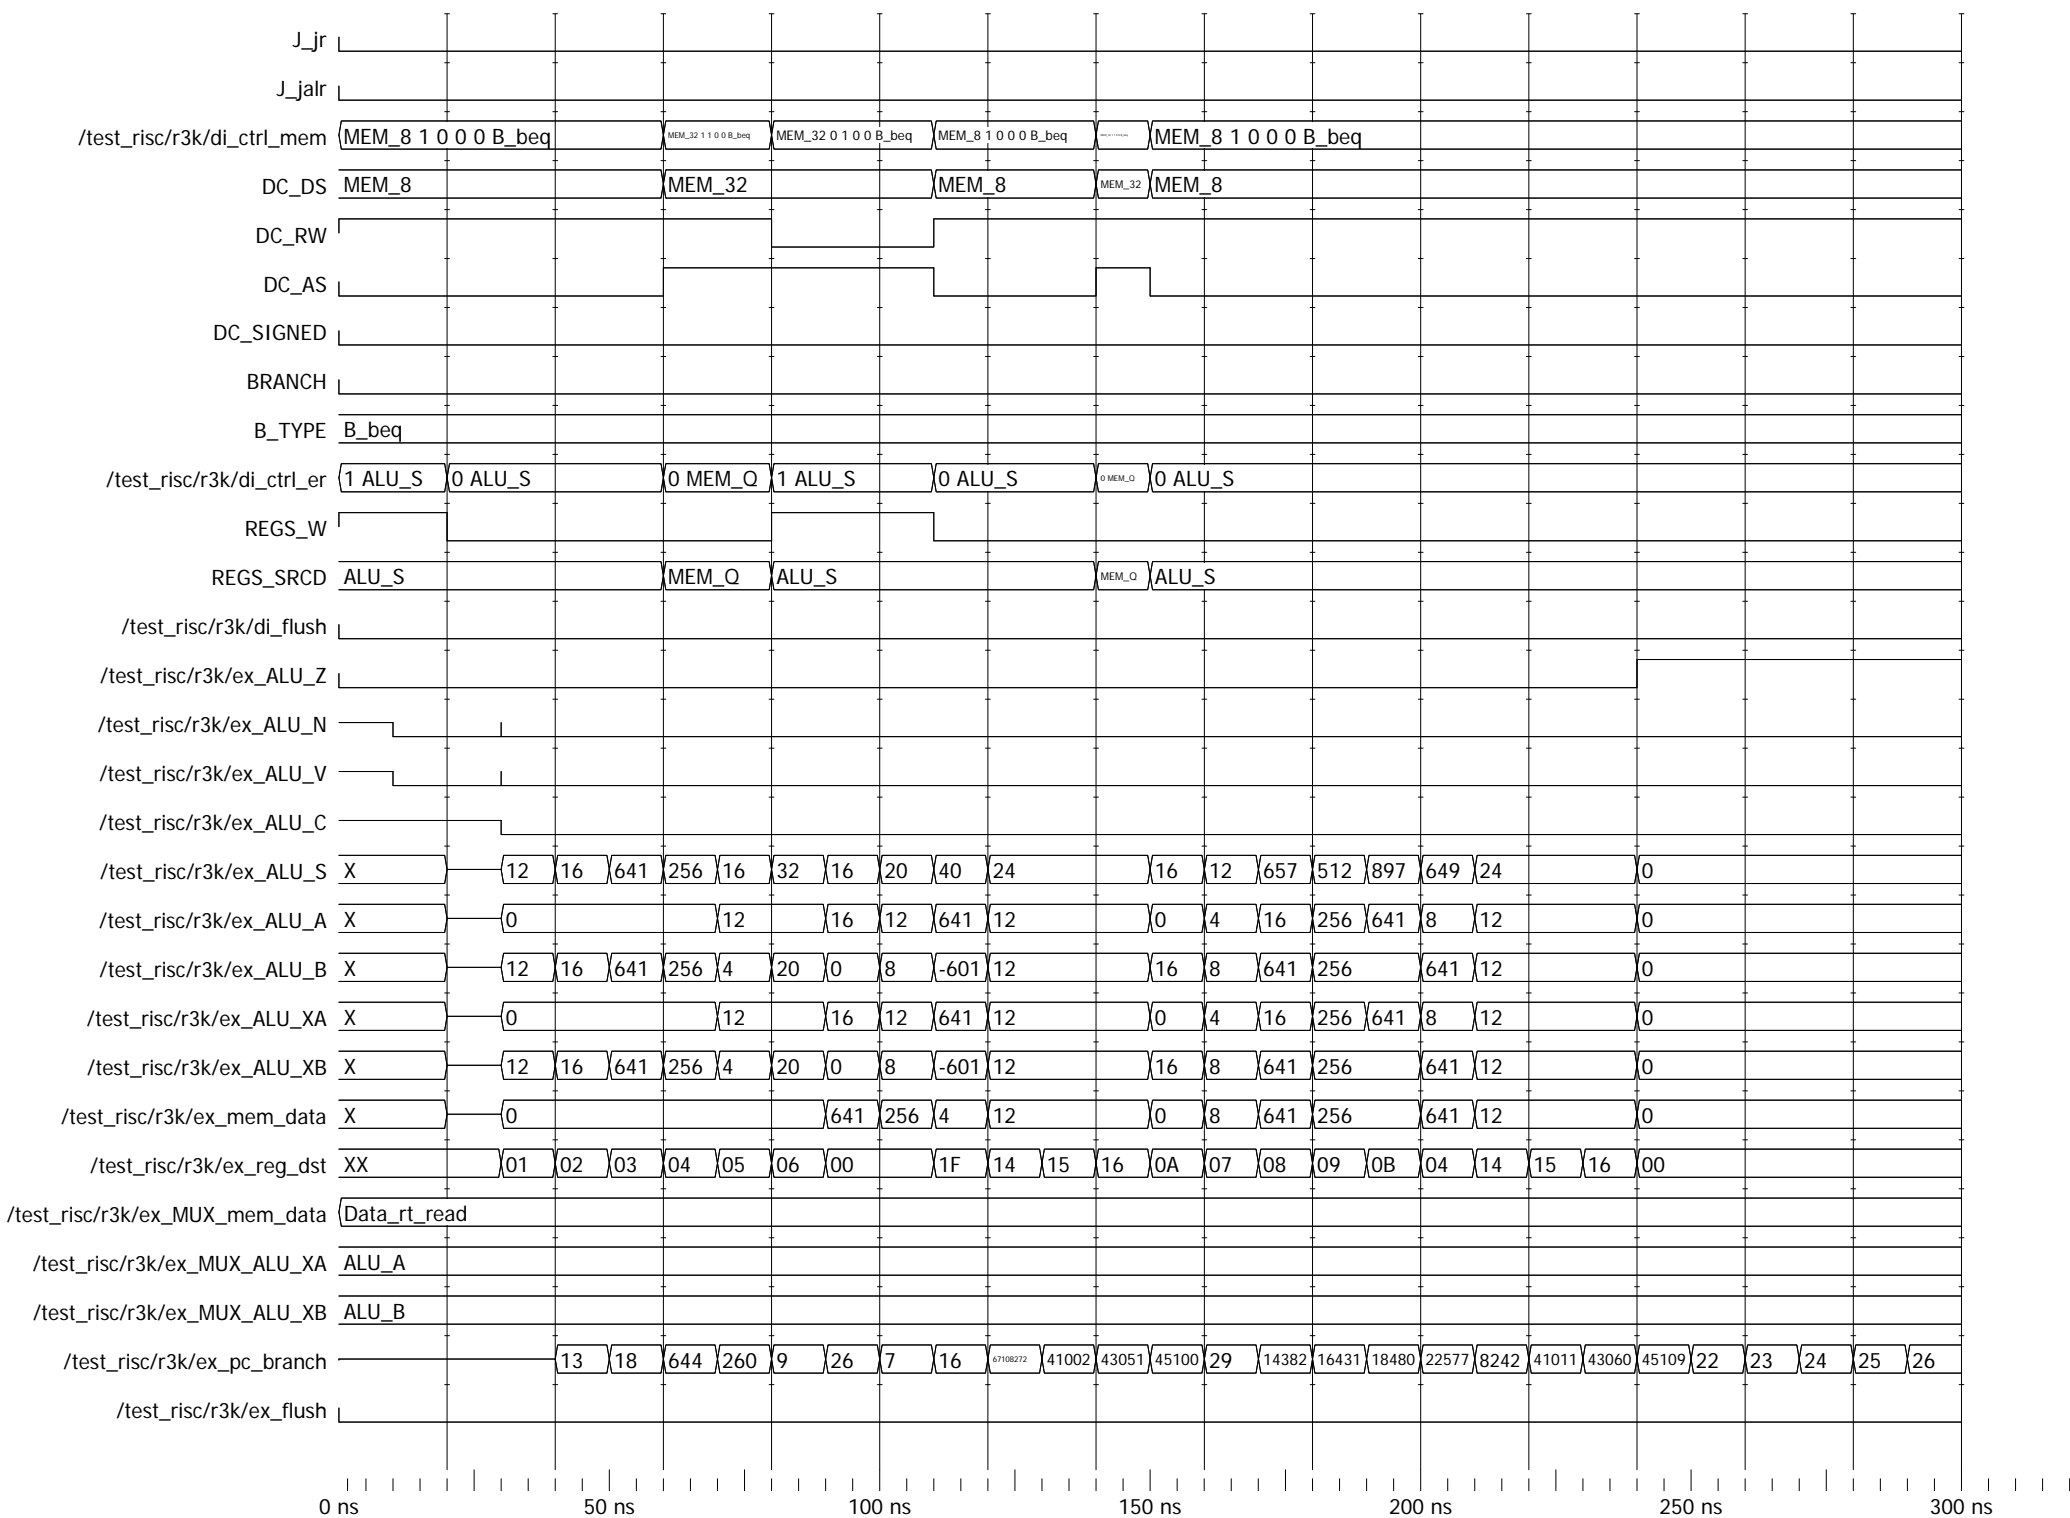 J_jr
J_jalr
/test_risc/r3k/di_ctrl_mem MEM_8 1 0 0 0 B_beq MEM_32 1 1 0 0 B_beq MEM_32 0 1 0 0 B_beq MEM_8 1 0 0 0 B_beq MEM_8 1 0 0 0 B_beq
DC_DS MEM_8 MEM_32 MEM_8 MEM_32 MEM_8
DC_RW
DC_AS
DC_SIGNED
BRANCH
B_TYPE B_beq
/test_risc/r3k/di_ctrl_er 1 ALU_S 0 ALU_S 0 MEM_Q 1 ALU_S 0 ALU_S 0 MEM_Q 0 ALU_S
REGS_W
REGS_SRCD ALU_S MEM_Q ALU_S MEM_Q ALU_S
/test_risc/r3k/di_flush
/test_risc/r3k/ex_ALU_Z
/test_risc/r3k/ex_ALU_N
/test_risc/r3k/ex_ALU_V
/test_risc/r3k/ex_ALU_C
/test_risc/r3k/ex_ALU_S X 12 16 641 256 16 32 16 20 40 24 16 12 657 512 897 649 24 0
/test_risc/r3k/ex_ALU_A X 0 12 16 12 641 12 0 4 16 256 641 8 12 0
/test_risc/r3k/ex_ALU_B X 12 16 641 256 4 20 0 8 -601 12 16 8 641 256 641 12 0
/test_risc/r3k/ex_ALU_XA X 0 12 16 12 641 12 0 4 16 256 641 8 12 0
/test_risc/r3k/ex_ALU_XB X 12 16 641 256 4 20 0 8 -601 12 16 8 641 256 641 12 0
/test_risc/r3k/ex_mem_data X 0 641 256 4 12 0 8 641 256 641 12 0
/test_risc/r3k/ex_reg_dst XX 01 02 03 04 05 06 00 1F 14 15 16 0A 07 08 09 0B 04 14 15 16 00
/test_risc/r3k/ex_MUX_mem_data Data_rt_read
/test_risc/r3k/ex_MUX_ALU_XA ALU_A
/test_risc/r3k/ex_MUX_ALU_XB ALU_B
/test_risc/r3k/ex_pc_branch 13 18 644 260 9 26 7 16 67108272 41002 43051 45100 29 14382 16431 18480 22577 8242 41011 43060 45109 22 23 24 25 26
/test_risc/r3k/ex_flush
0 ns 50 ns 100 ns 150 ns 200 ns 250 ns 300 ns